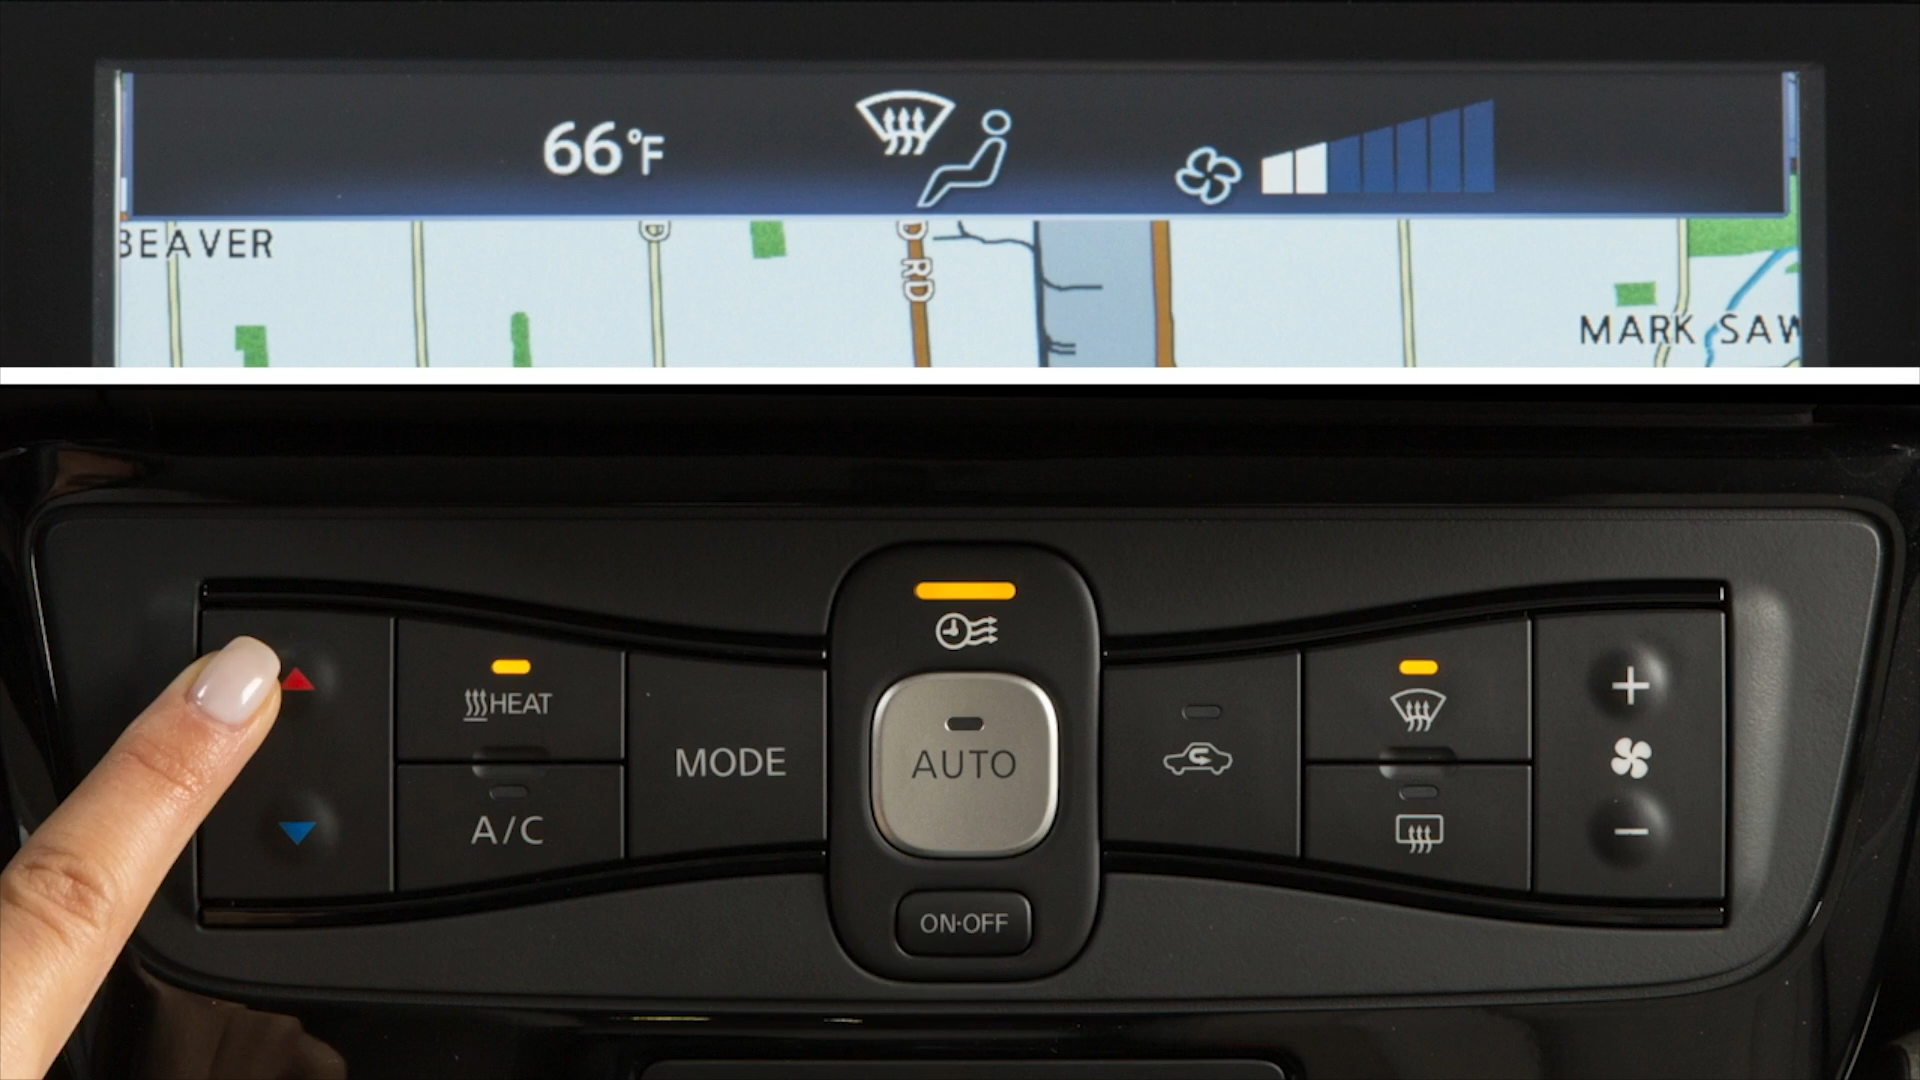 66°F
BEAVER
D
D RD
MARK SAW
HEAT
MODE
A/C
AUTO
ON·OFF
+
−